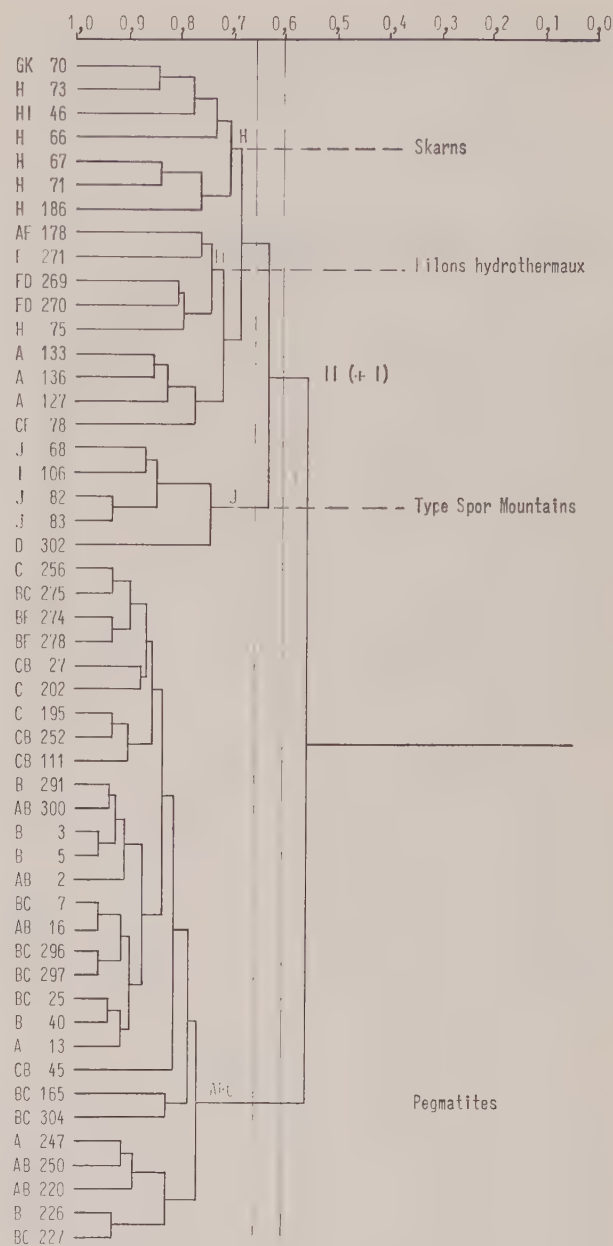 1,0 0,9 0,8 0,7 0,6 0,5 0,4 0,3 0,2 0,1 0,0
GK 70
H 73
HI 46
H 66
H Skarns
H 67
H 71
H 186
AF 178
F 271
Filons hydrothermaux
FD 269
FD 270
H 75
A 133
A 136
II (+ I)
A 127
CF 78
J 68
I 106
J 82
J Type Spor Mountains
J 83
D 302
C 256
BC 275
BF 274
BF 278
CB 27
C 202
C 195
CB 252
CB 111
B 291
AB 300
B 3
B 5
AB 2
BC 7
AB 16
BC 296
BC 297
BC 25
B 40
A 13
CB 45
BC 165
Pegmatites
BC 304
A 247
AB 250
AB 220
B 226
BC 227